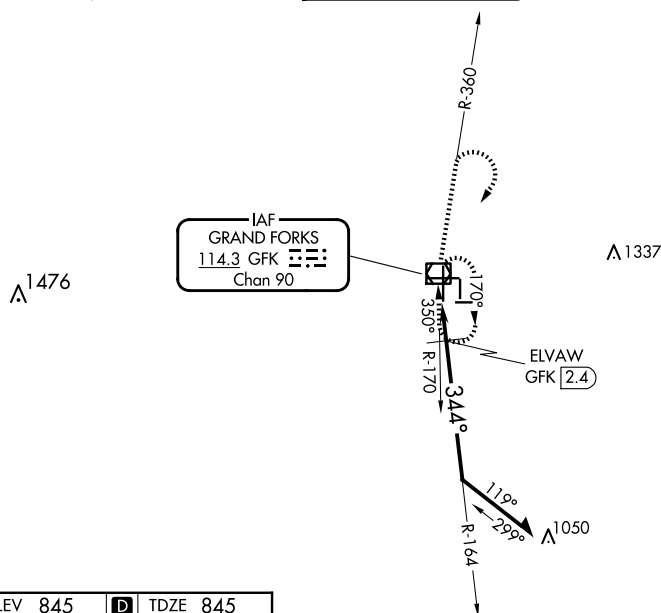 R-360
IAF
GRAND FORKS
114.3 GFK
Chan 90
1476
1337
170°
350°
R-170
ELVAW
GFK 2.4
344°
119°
299°
1050
R-164
LEV 845 D TDZE 845